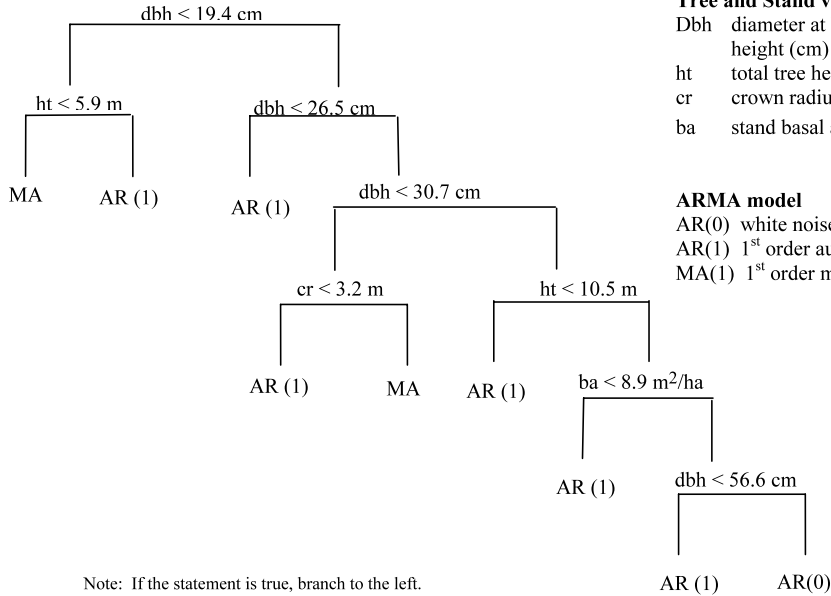 dbh < 19.4 cm
ht < 5.9 m
dbh < 26.5 cm
MA
AR (1)
AR (1)
dbh < 30.7 cm
cr < 3.2 m
ht < 10.5 m
AR (1)
MA
AR (1)
ba < 8.9 m²/ha
AR (1)
dbh < 56.6 cm
AR (1)
AR(0)
Note: If the statement is true, branch to the left.
Tree and Stand
Dbh diameter at
height (cm)
ht total tree
cr crown
ba stand basal
ARMA model
AR(0) white
AR(1) 1st order
MA(1) 1st order